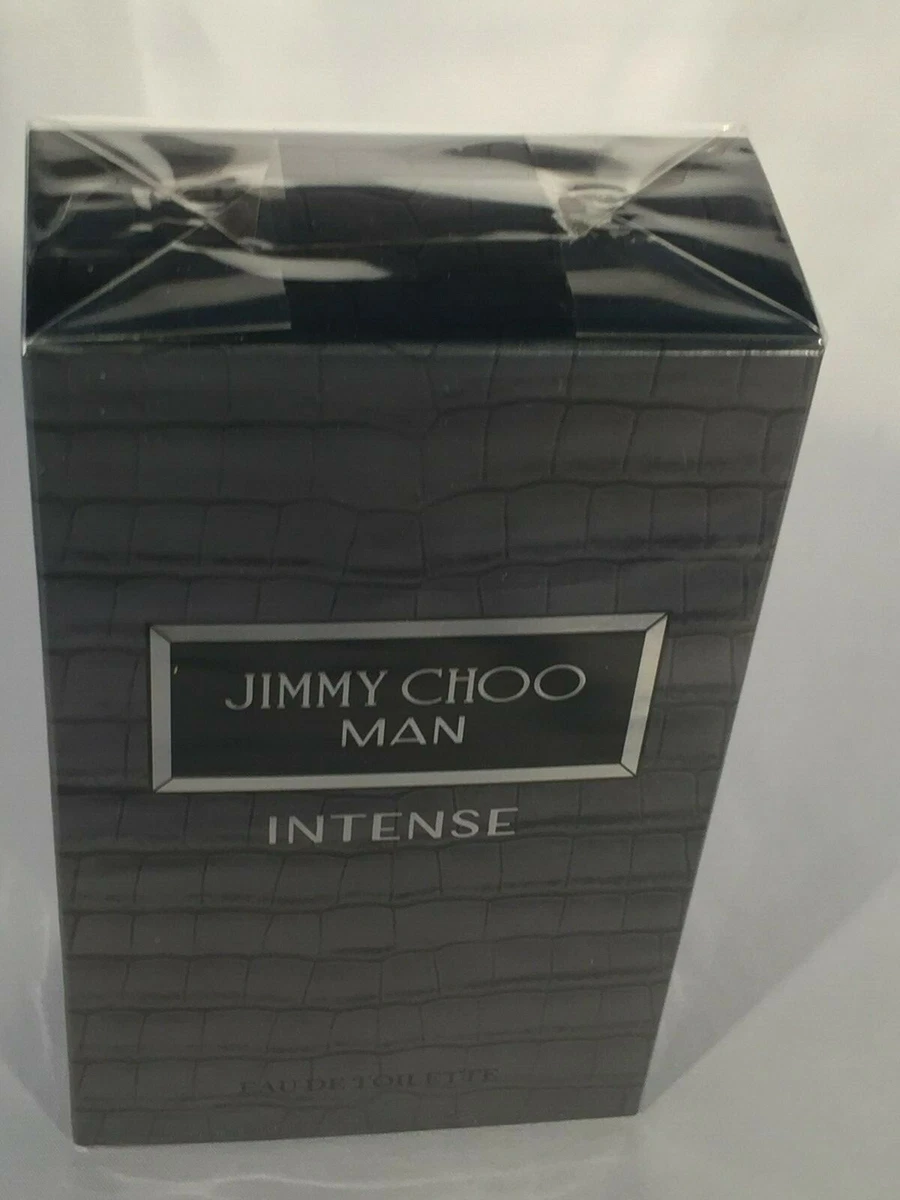 JIMMY CHOO
MAN
INTENSE
EAU DE TOILETTE